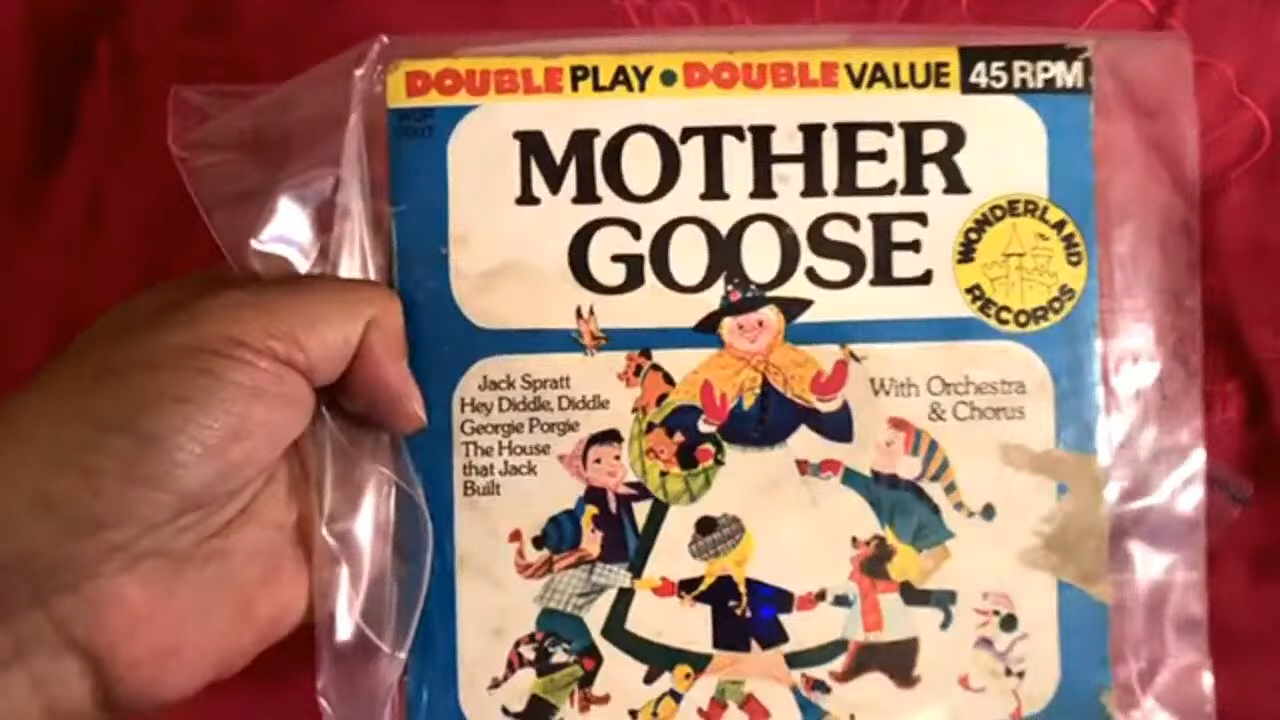 DOUBLE PLAY • DOUBLE VALUE 45 RPM
MOTHER
GOOSE
WONDERLAND
RECORDS
Jack Spratt
Hey Diddle, Diddle
Georgie Porgie
The House
that Jack
Built
With Orchestra
& Chorus